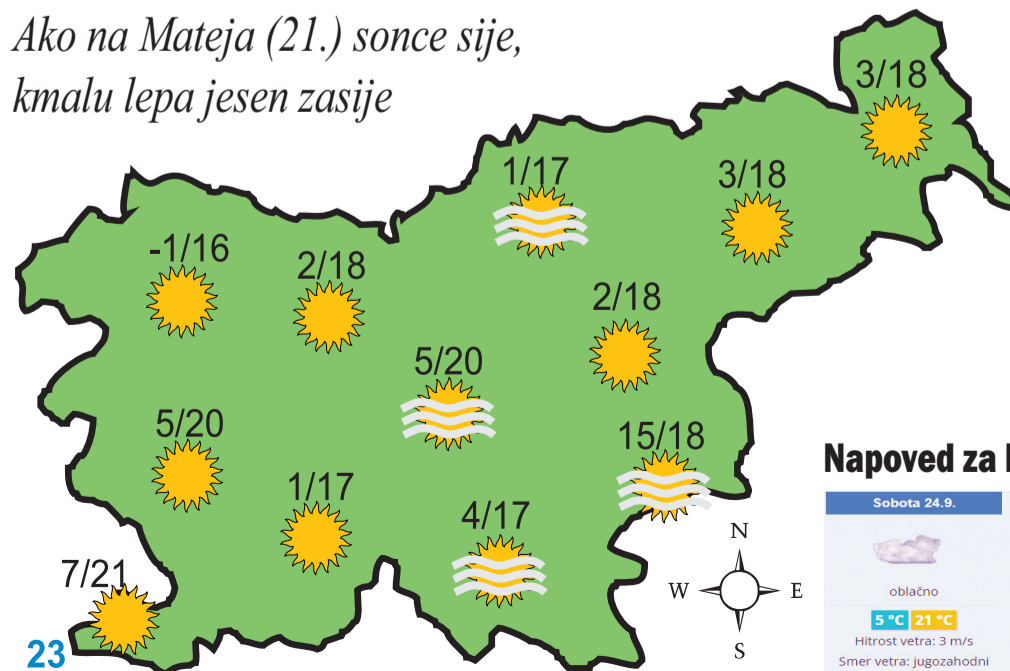 Ako na Mateja (21.) sonce sije,
kmalu lepa jesen zasije
3/18
1/17
3/18
-1/16
2/18
2/18
5/20
5/20
15/18
1/17
4/17
7/21
23
N
W
E
S
Napoved za
Sobota 24.9.
oblačno
5 °C 21 °C
Hitrost vetra: 3 m/s
Smer vetra: jugozahodni